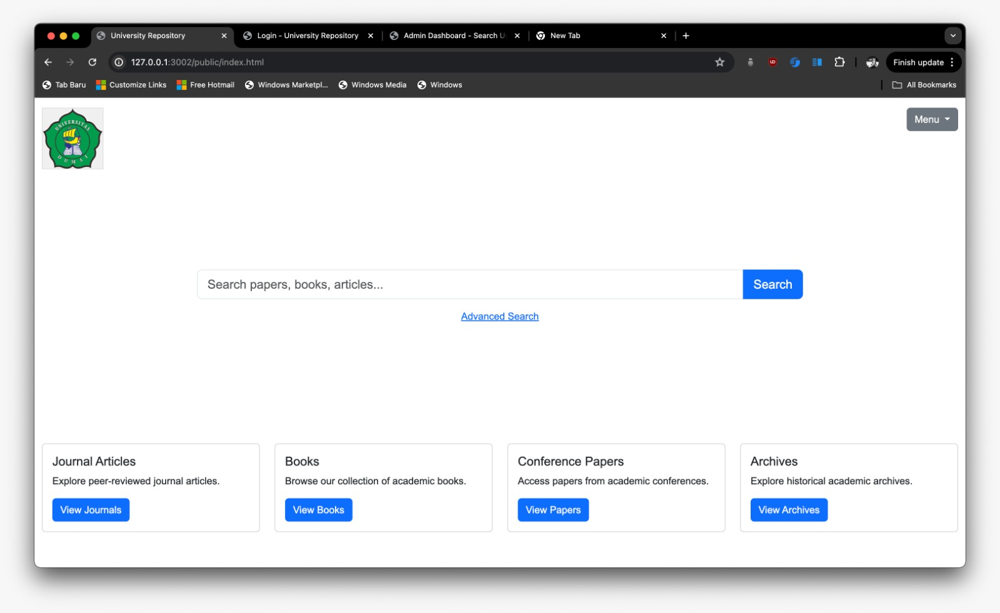 University Repository
Login - University Repository
Admin Dashboard - Search U
New Tab
127.0.0.1:3002/public/index.html
Finish update
Tab Baru
Customize Links
Free Hotmail
Windows Marketpl...
Windows Media
Windows
All Bookmarks
UNIVERSITAS
DUMAI
Menu
Search papers, books, articles...
Search
Advanced Search
Journal Articles
Explore peer-reviewed journal articles.
View Journals
Books
Browse our collection of academic books.
View Books
Conference Papers
Access papers from academic conferences.
View Papers
Archives
Explore historical academic archives.
View Archives